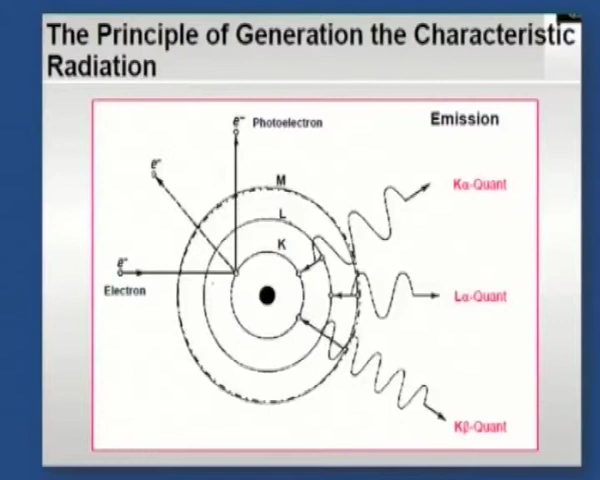 The Principle of Generation the Characteristic
Radiation
e⁻ Photoelectron
Emission
e⁻
M
Kα-Quant
L
K
e⁻
Electron
Lα-Quant
Kβ-Quant